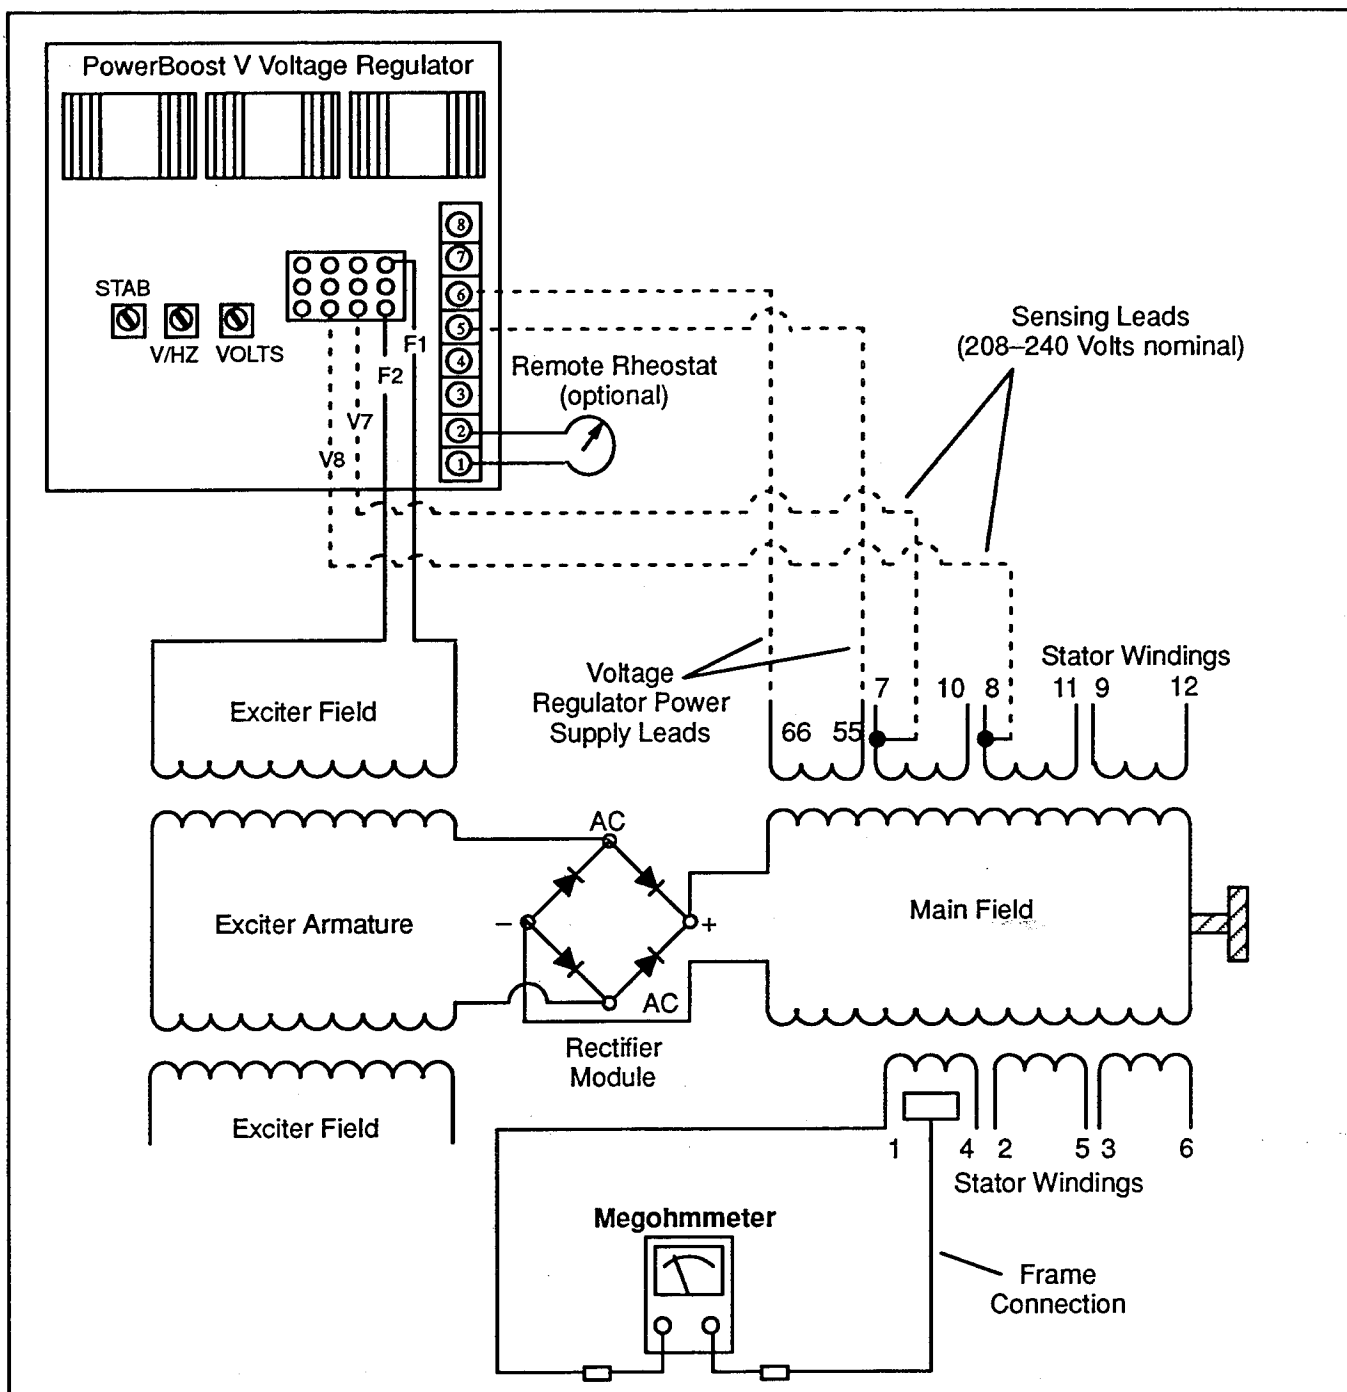 PowerBoost V Voltage Regulator
8
7
6
5
4
3
2
1
STAB
V/HZ
VOLTS
F1
F2
V7
V8
Remote Rheostat
(optional)
Sensing Leads
(208–240 Volts nominal)
Voltage
Regulator Power
Supply Leads
Stator Windings
66
55
7
10
8
11
9
12
Exciter Field
AC
Exciter Armature
–
+
Main Field
AC
Rectifier
Module
Exciter Field
1
4
2
5
3
6
Stator Windings
Megohmmeter
Frame
Connection